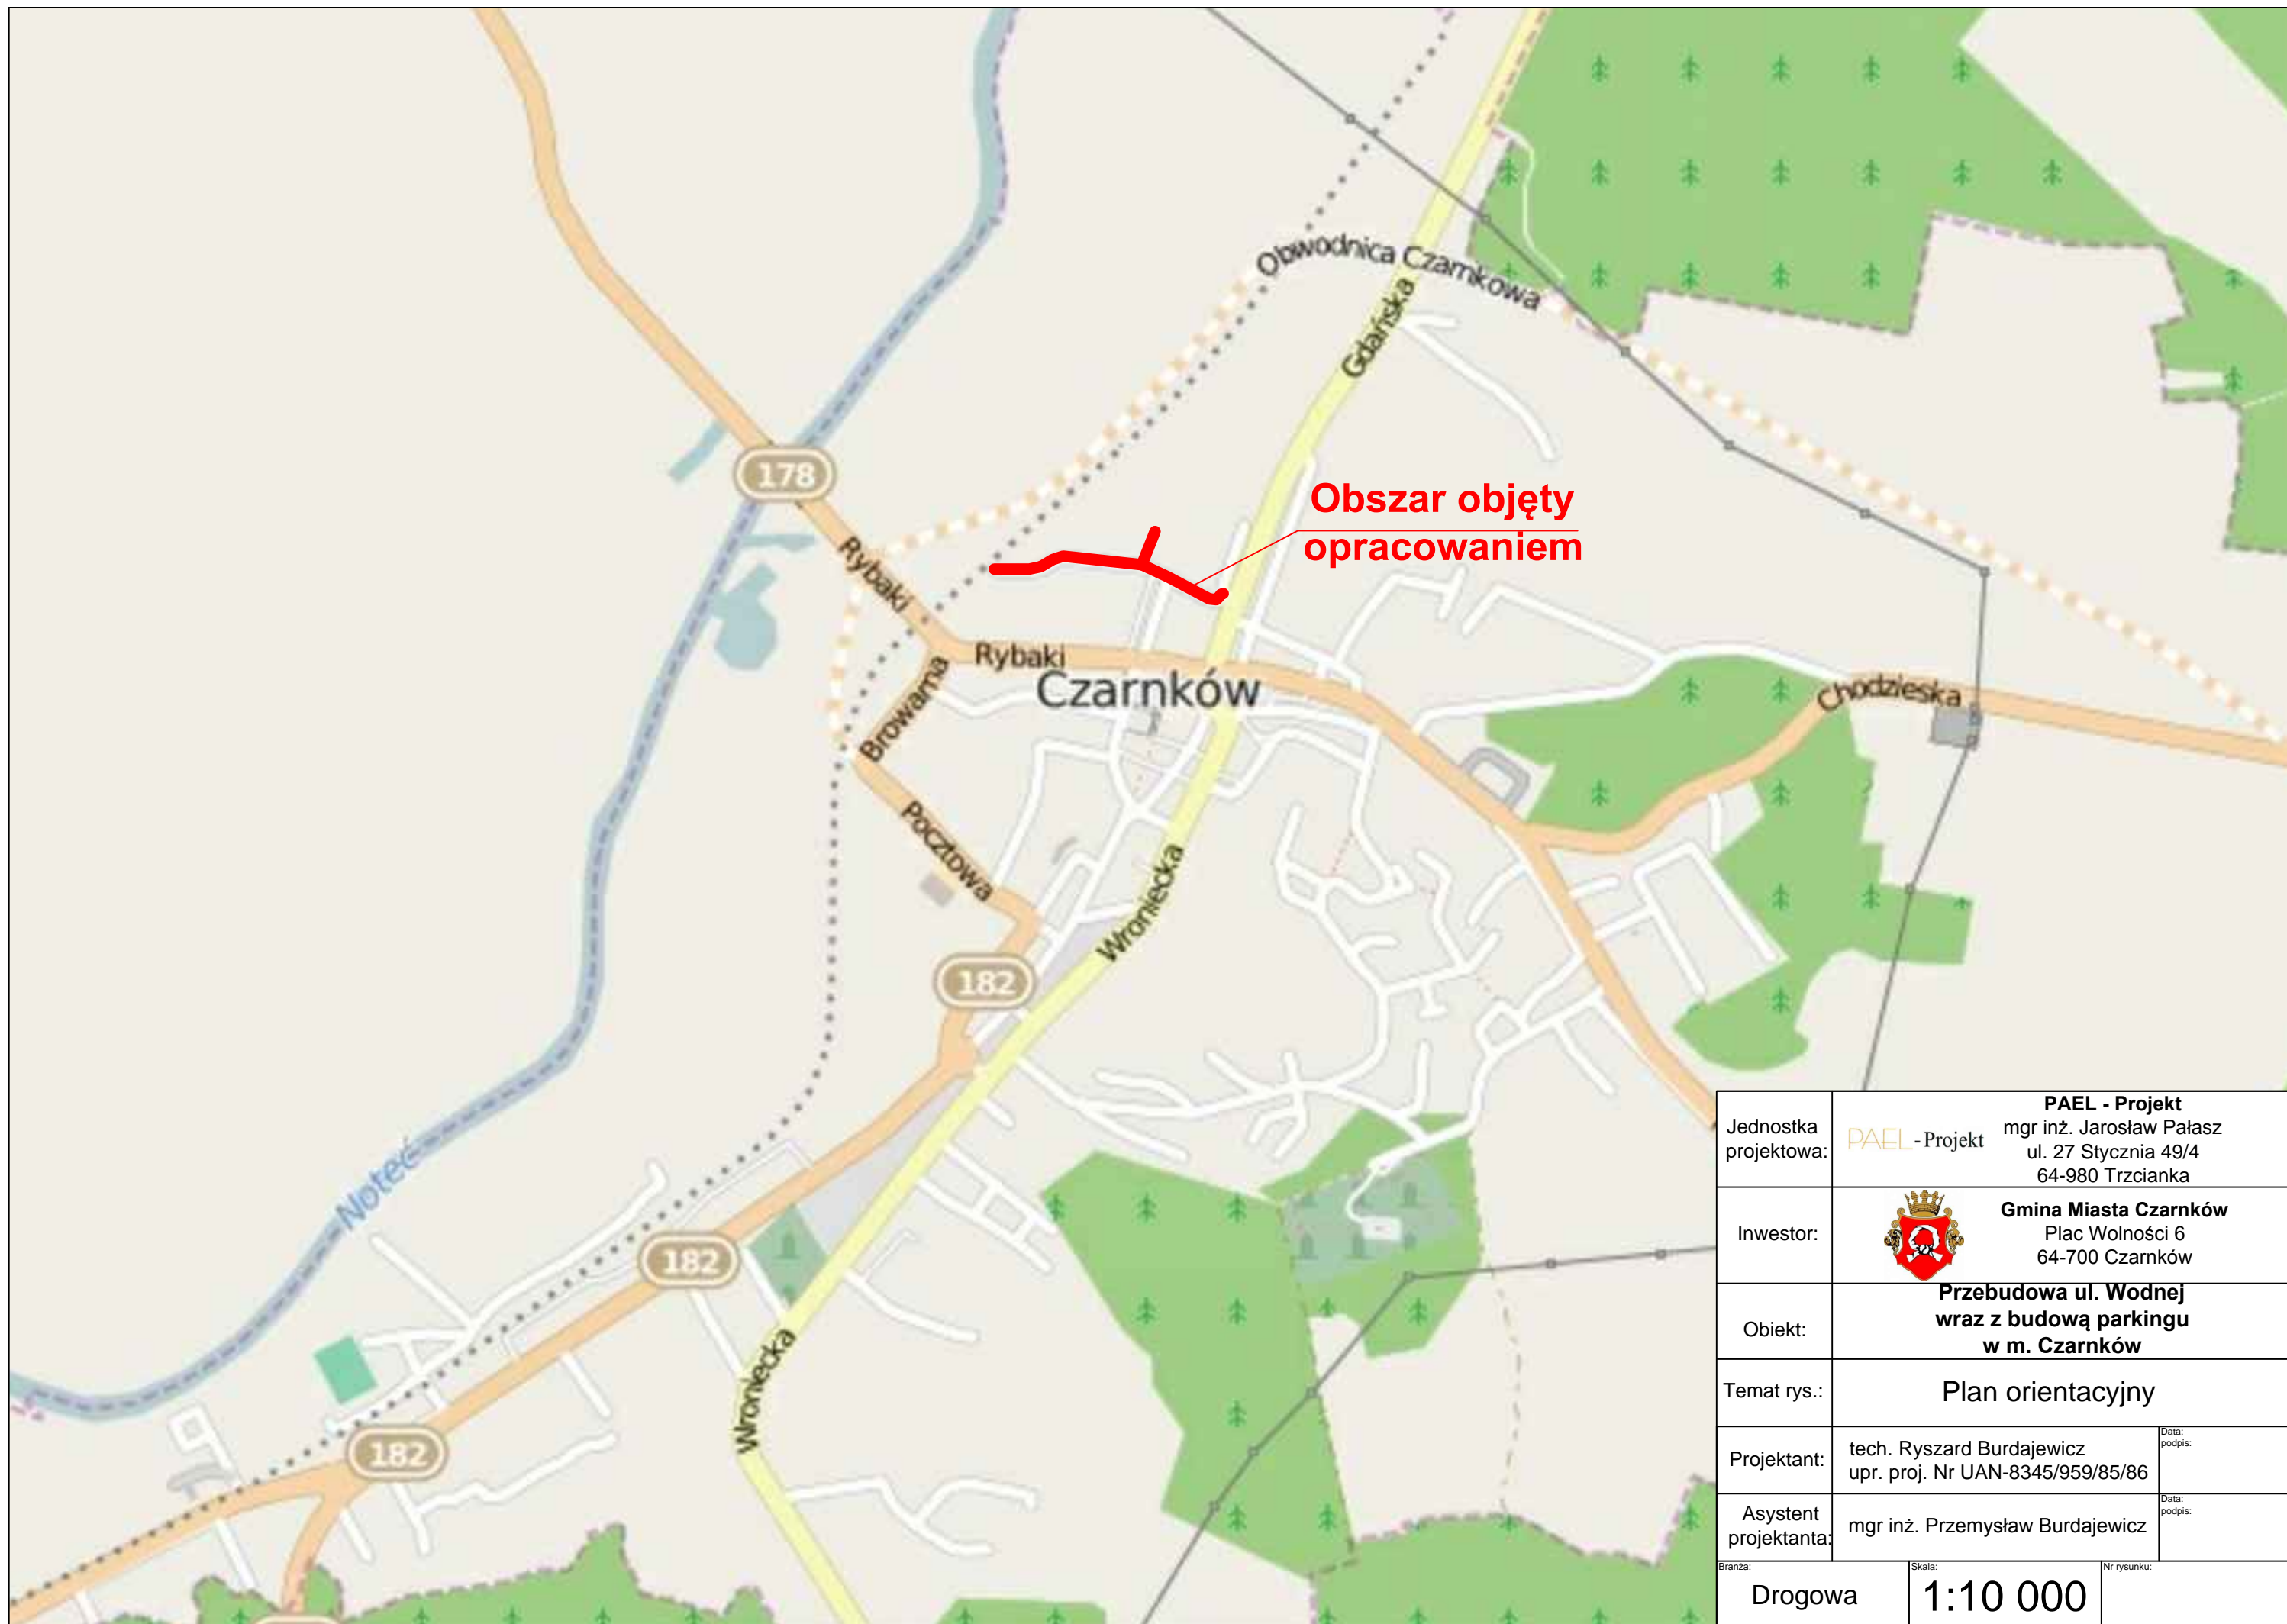 Obwodnica Czarnkowa
Gdańska
178
Obszar objęty
opracowaniem
Rybaki
Rybaki
Czarnków
Chodzieska
Browarna
Pocztowa
Wroniecka
182
Noteć
182
Wroniecka
182
Jednostka
projektowa:
PAEL-Projekt
PAEL - Projekt
mgr inż. Jarosław Pałasz
ul. 27 Stycznia 49/4
64-980 Trzcianka
Inwestor:
Gmina Miasta Czarnków
Plac Wolności 6
64-700 Czarnków
Obiekt:
Przebudowa ul. Wodnej
wraz z budową parkingu
w m. Czarnków
Temat rys.:
Plan orientacyjny
Projektant:
tech. Ryszard Burdajewicz
upr. proj. Nr UAN-8345/959/85/86
Data:
podpis:
Asystent
projektanta:
mgr inż. Przemysław Burdajewicz
Data:
podpis:
Branża:
Drogowa
Skala:
1:10 000
Nr rysunku: